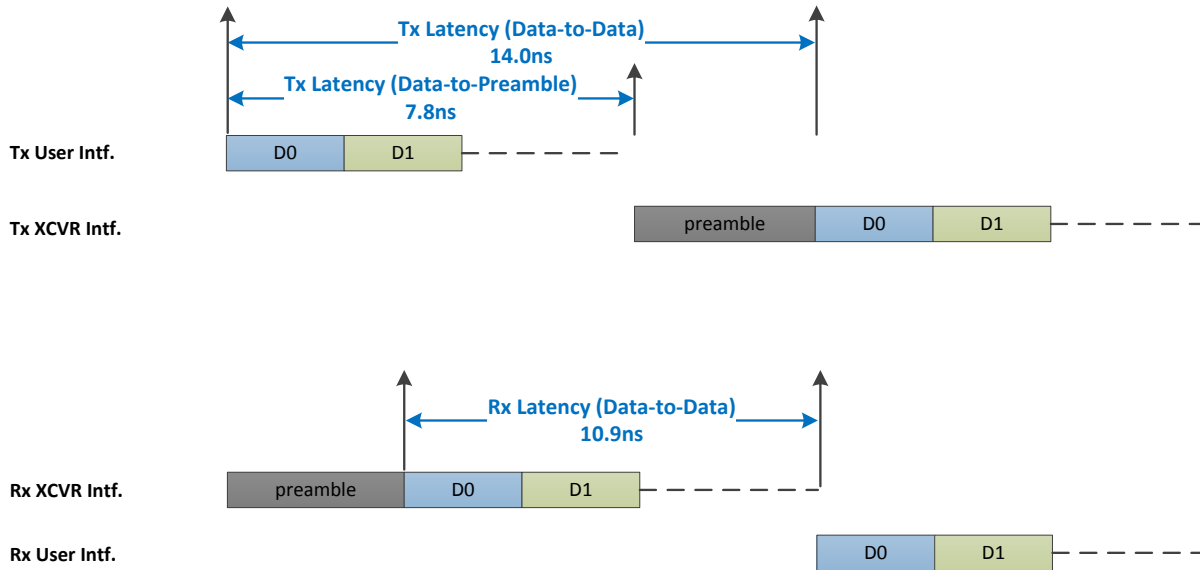 Tx Latency (Data-to-Data)
14.0ns
Tx Latency (Data-to-Preamble)
7.8ns
Tx User Intf.
D0
D1
Tx XCVR Intf.
preamble
D0
D1
Rx Latency (Data-to-Data)
10.9ns
Rx XCVR Intf.
preamble
D0
D1
Rx User Intf.
D0
D1